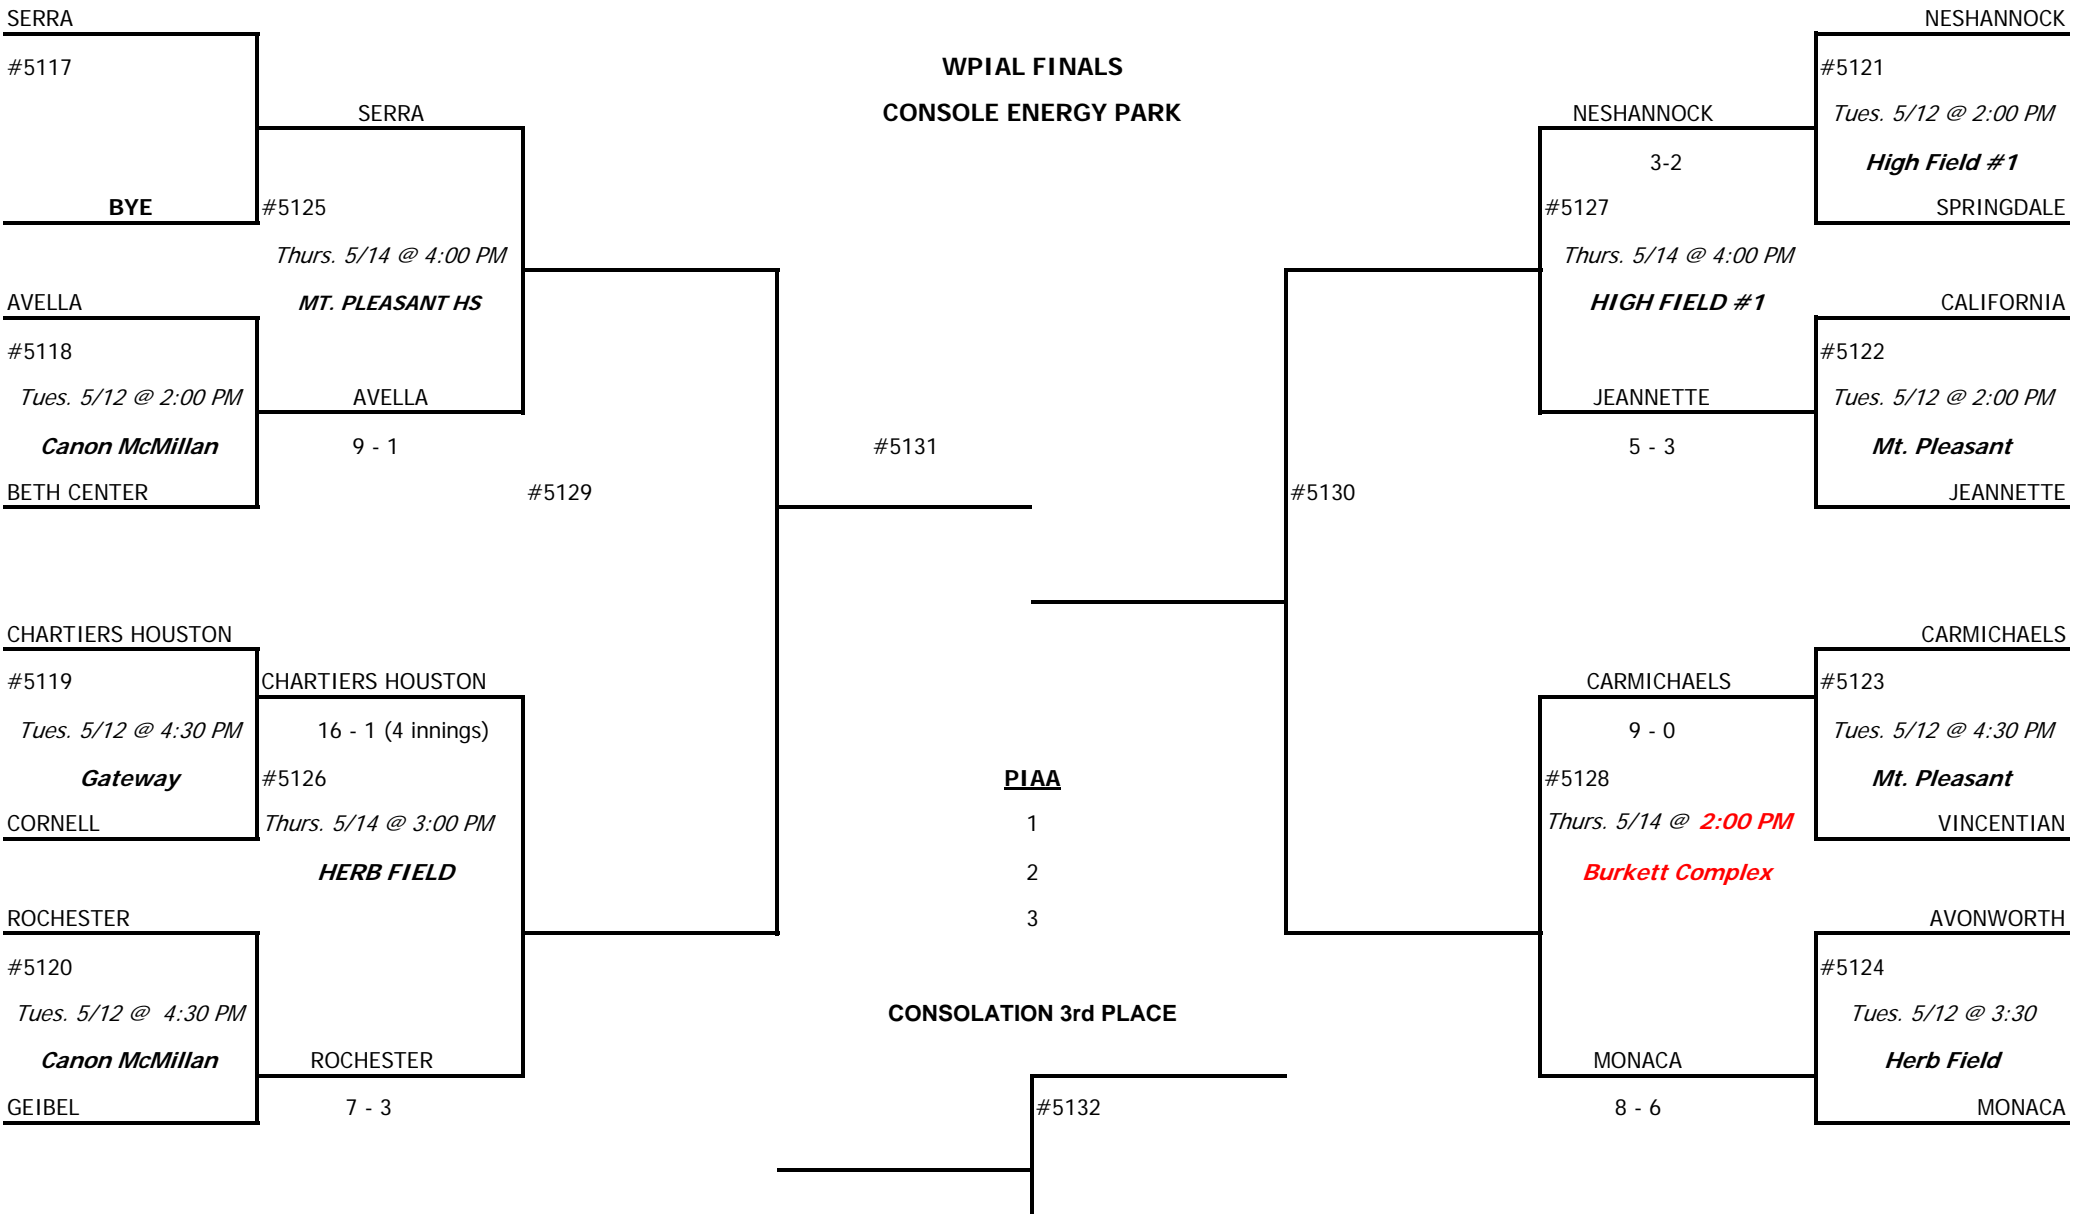 SERRA
#5117
SERRA
BYE
#5125
Thurs. 5/14 @ 4:00 PM
MT. PLEASANT HS
AVELLA
#5118
Tues. 5/12 @ 2:00 PM
Canon McMillan
BETH CENTER
AVELLA
9 - 1
#5129
CHARTIERS HOUSTON
#5119
Tues. 5/12 @ 4:30 PM
Gateway
CORNELL
CHARTIERS HOUSTON
16 - 1 (4 innings)
#5126
Thurs. 5/14 @ 3:00 PM
HERB FIELD
ROCHESTER
#5120
Tues. 5/12 @ 4:30 PM
Canon McMillan
GEIBEL
ROCHESTER
7 - 3
WPIAL FINALS
CONSOLE ENERGY PARK
#5131
PIAA
1
2
3
CONSOLATION 3rd PLACE
#5132
#5130
NESHANNOCK
3-2
#5127
Thurs. 5/14 @ 4:00 PM
HIGH FIELD #1
JEANNETTE
5 - 3
CARMICHAELS
9 - 0
#5128
Thurs. 5/14 @ 2:00 PM
Burkett Complex
MONACA
8 - 6
NESHANNOCK
#5121
Tues. 5/12 @ 2:00 PM
High Field #1
SPRINGDALE
CALIFORNIA
#5122
Tues. 5/12 @ 2:00 PM
Mt. Pleasant
JEANNETTE
CARMICHAELS
#5123
Tues. 5/12 @ 4:30 PM
Mt. Pleasant
VINCENTIAN
AVONWORTH
#5124
Tues. 5/12 @ 3:30
Herb Field
MONACA